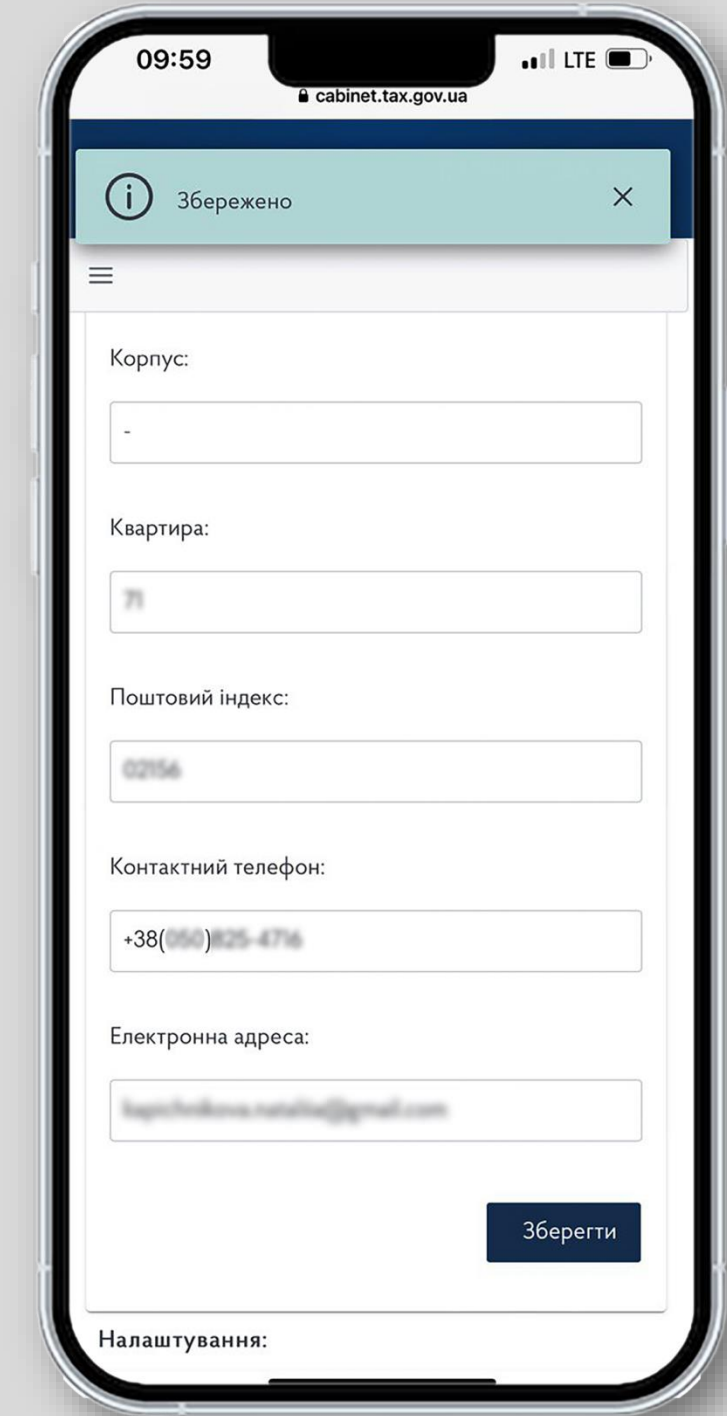 09:59
LTE
cabinet.tax.gov.ua
Збережено
Корпус:
-
Квартира:
Поштовий індекс:
Контактний телефон:
+38( )
Електронна адреса:
Зберегти
Налаштування: